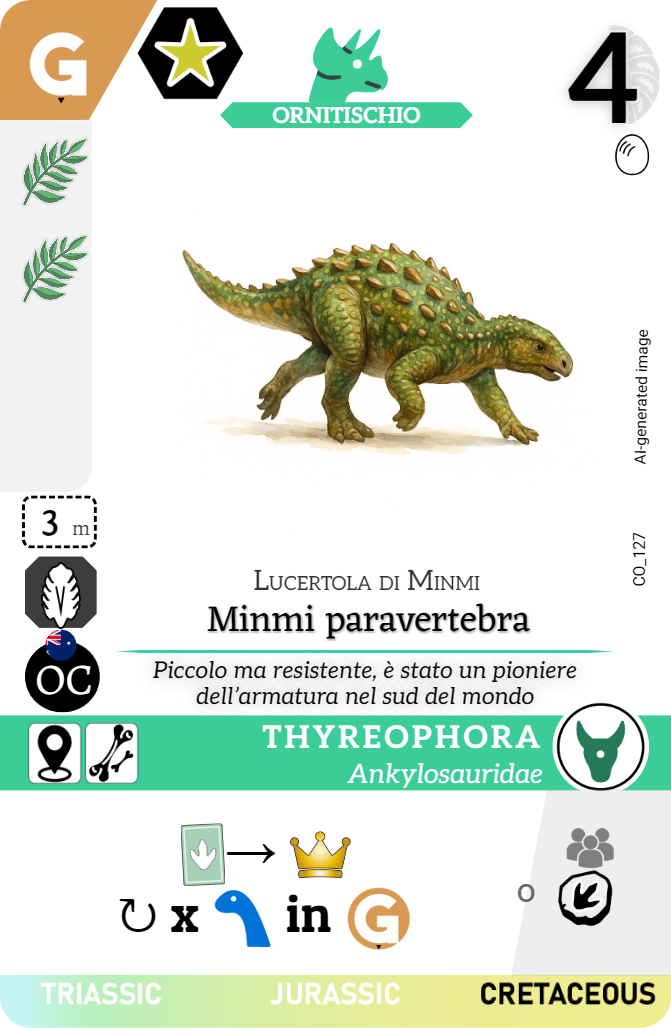 G
4
ORNITISCHIO
AI-generated image
3 m
CO_127
Lucertola di Minmi
Minmi paravertebra
OC
Piccolo ma resistente, è stato un pioniere
dell'armatura nel sud del mondo
THYREOPHORA
Ankylosauridae
x in G
o
TRIASSIC JURASSIC CRETACEOUS